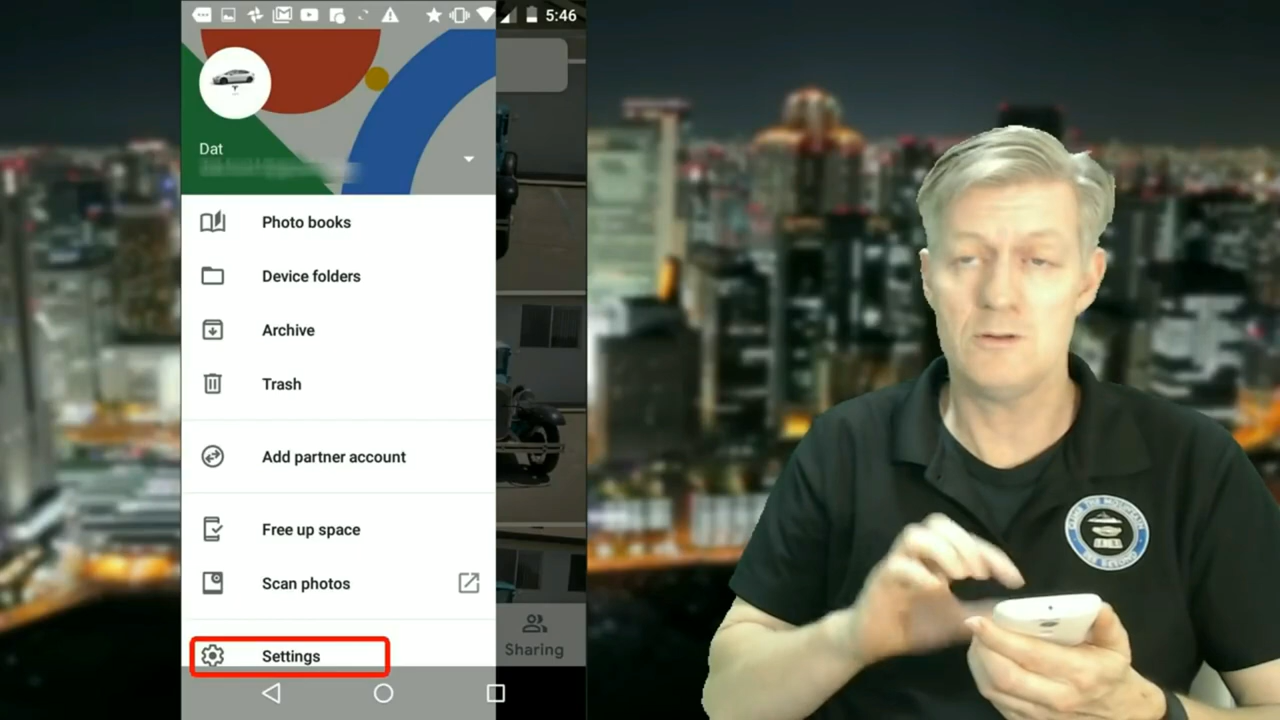 5:46
Dat
Photo books
Device folders
Archive
Trash
Add partner account
Free up space
Scan photos
Settings
Sharing